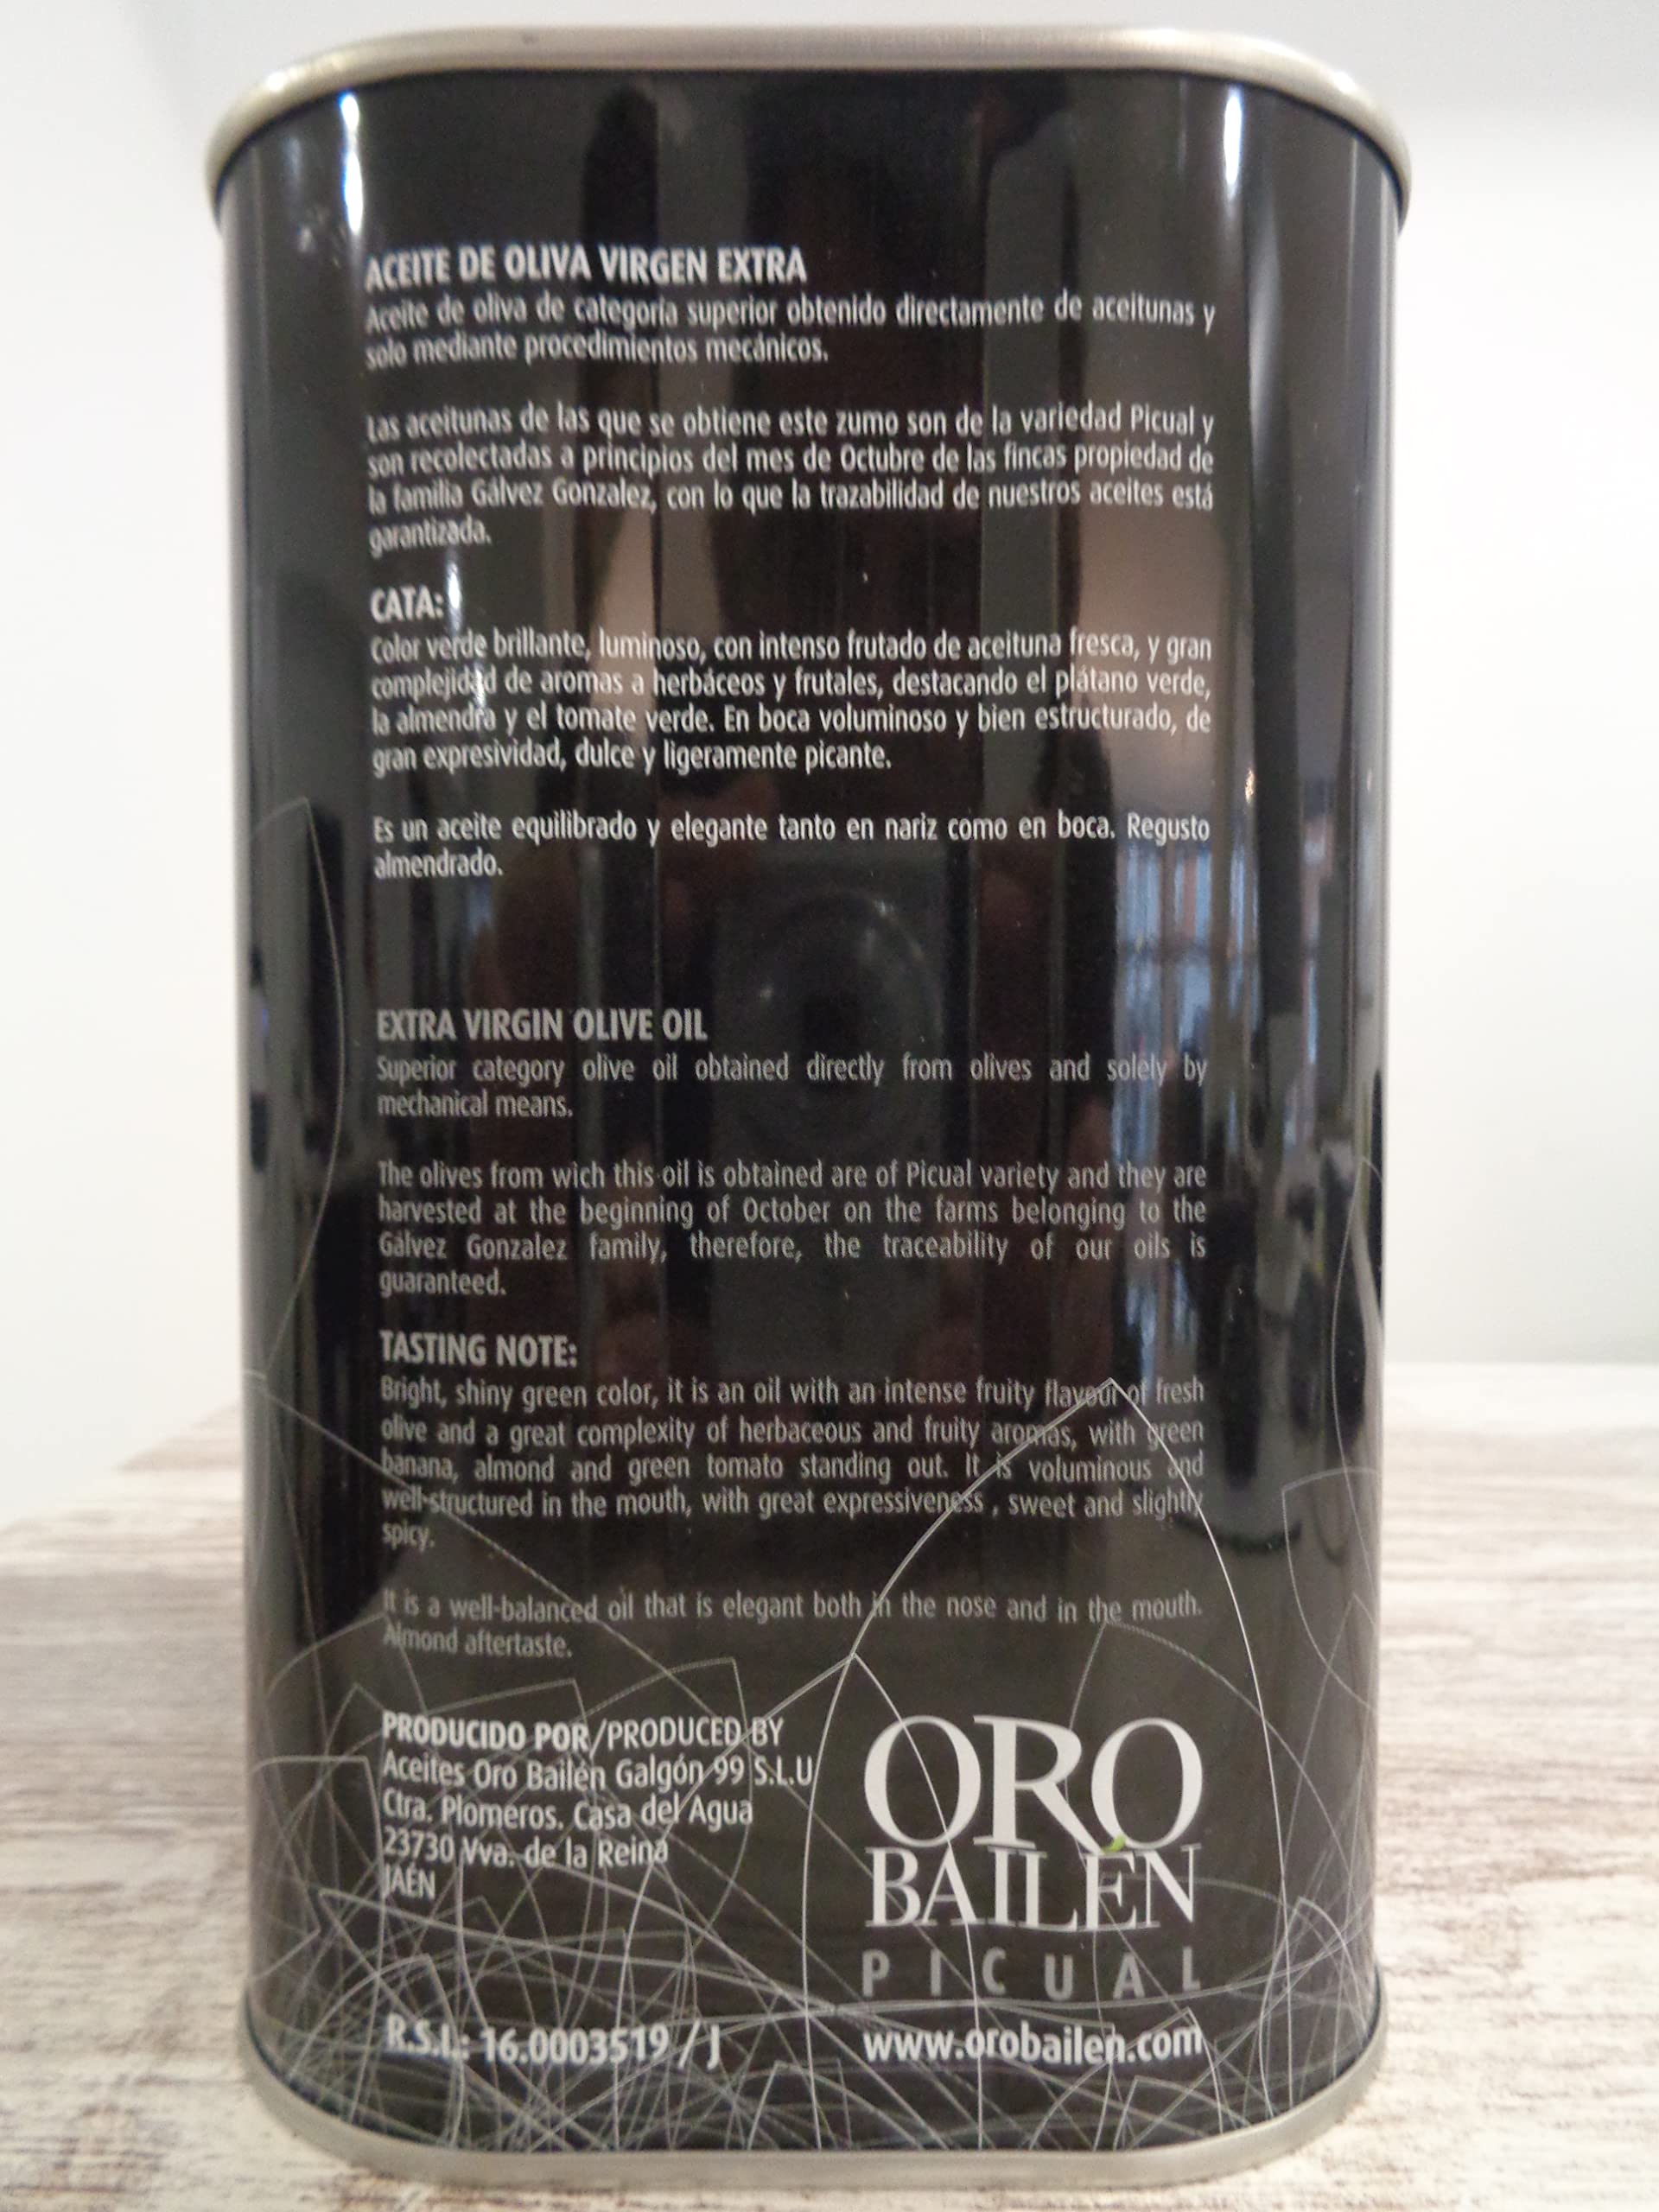 ACEITE DE OLIVA VIRGEN EXTRA
Aceite de oliva de categoría superior obtenido directamente de aceitunas y
solo mediante procedimientos mecánicos.
Las aceitunas de las que se obtiene este zumo son de la variedad Picual y
son recolectadas a principios del mes de Octubre de las fincas propiedad de
la familia Gálvez Gonzalez, con lo que la trazabilidad de nuestros aceites está
garantizada.
CATA:
Color verde brillante, luminoso, con intenso frutado de aceituna fresca, y gran
complejidad de aromas a herbáceos y frutales, destacando el plátano verde,
la almendra y el tomate verde. En boca voluminoso y bien estructurado, de
gran expresividad, dulce y ligeramente picante.
Es un aceite equilibrado y elegante tanto en nariz como en boca. Regusto
almendrado.
EXTRA VIRGIN OLIVE OIL
Superior category olive oil obtained directly from olives and solely by
mechanical means.
The olives from wich this oil is obtained are of Picual variety and they are
harvested at the beginning of October on the farms belonging to the
Gálvez Gonzalez family, therefore, the traceability of our oils is
guaranteed.
TASTING NOTE:
Bright, shiny green color, it is an oil with an intense fruity flavour of fresh
olive and a great complexity of herbaceous and fruity aromas, with green
banana, almond and green tomato standing out. It is voluminous and
well-structured in the mouth, with great expressiveness , sweet and slightly
spicy.
It is a well-balanced oil that is elegant both in the nose and in the mouth.
Almond aftertaste.
PRODUCIDO POR/PRODUCED BY
Aceites Oro Bailén Galgón 99 S.L.U
Ctra. Plomeros. Casa del Agua
23730 Vva. de la Reina
JAÉN
R.S.I.: 16.0003519 / J
ORO
BAILÉN
PICUAL
www.orobailen.com